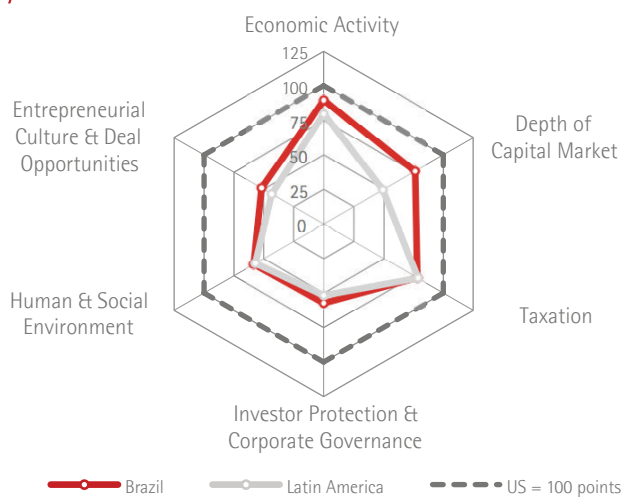 Economic Activity
125
100
75
50
25
0
Entrepreneurial
Culture & Deal
Opportunities
Depth of
Capital Market
Human & Social
Environment
Taxation
Investor Protection &
Corporate Governance
Brazil
Latin America
US = 100 points